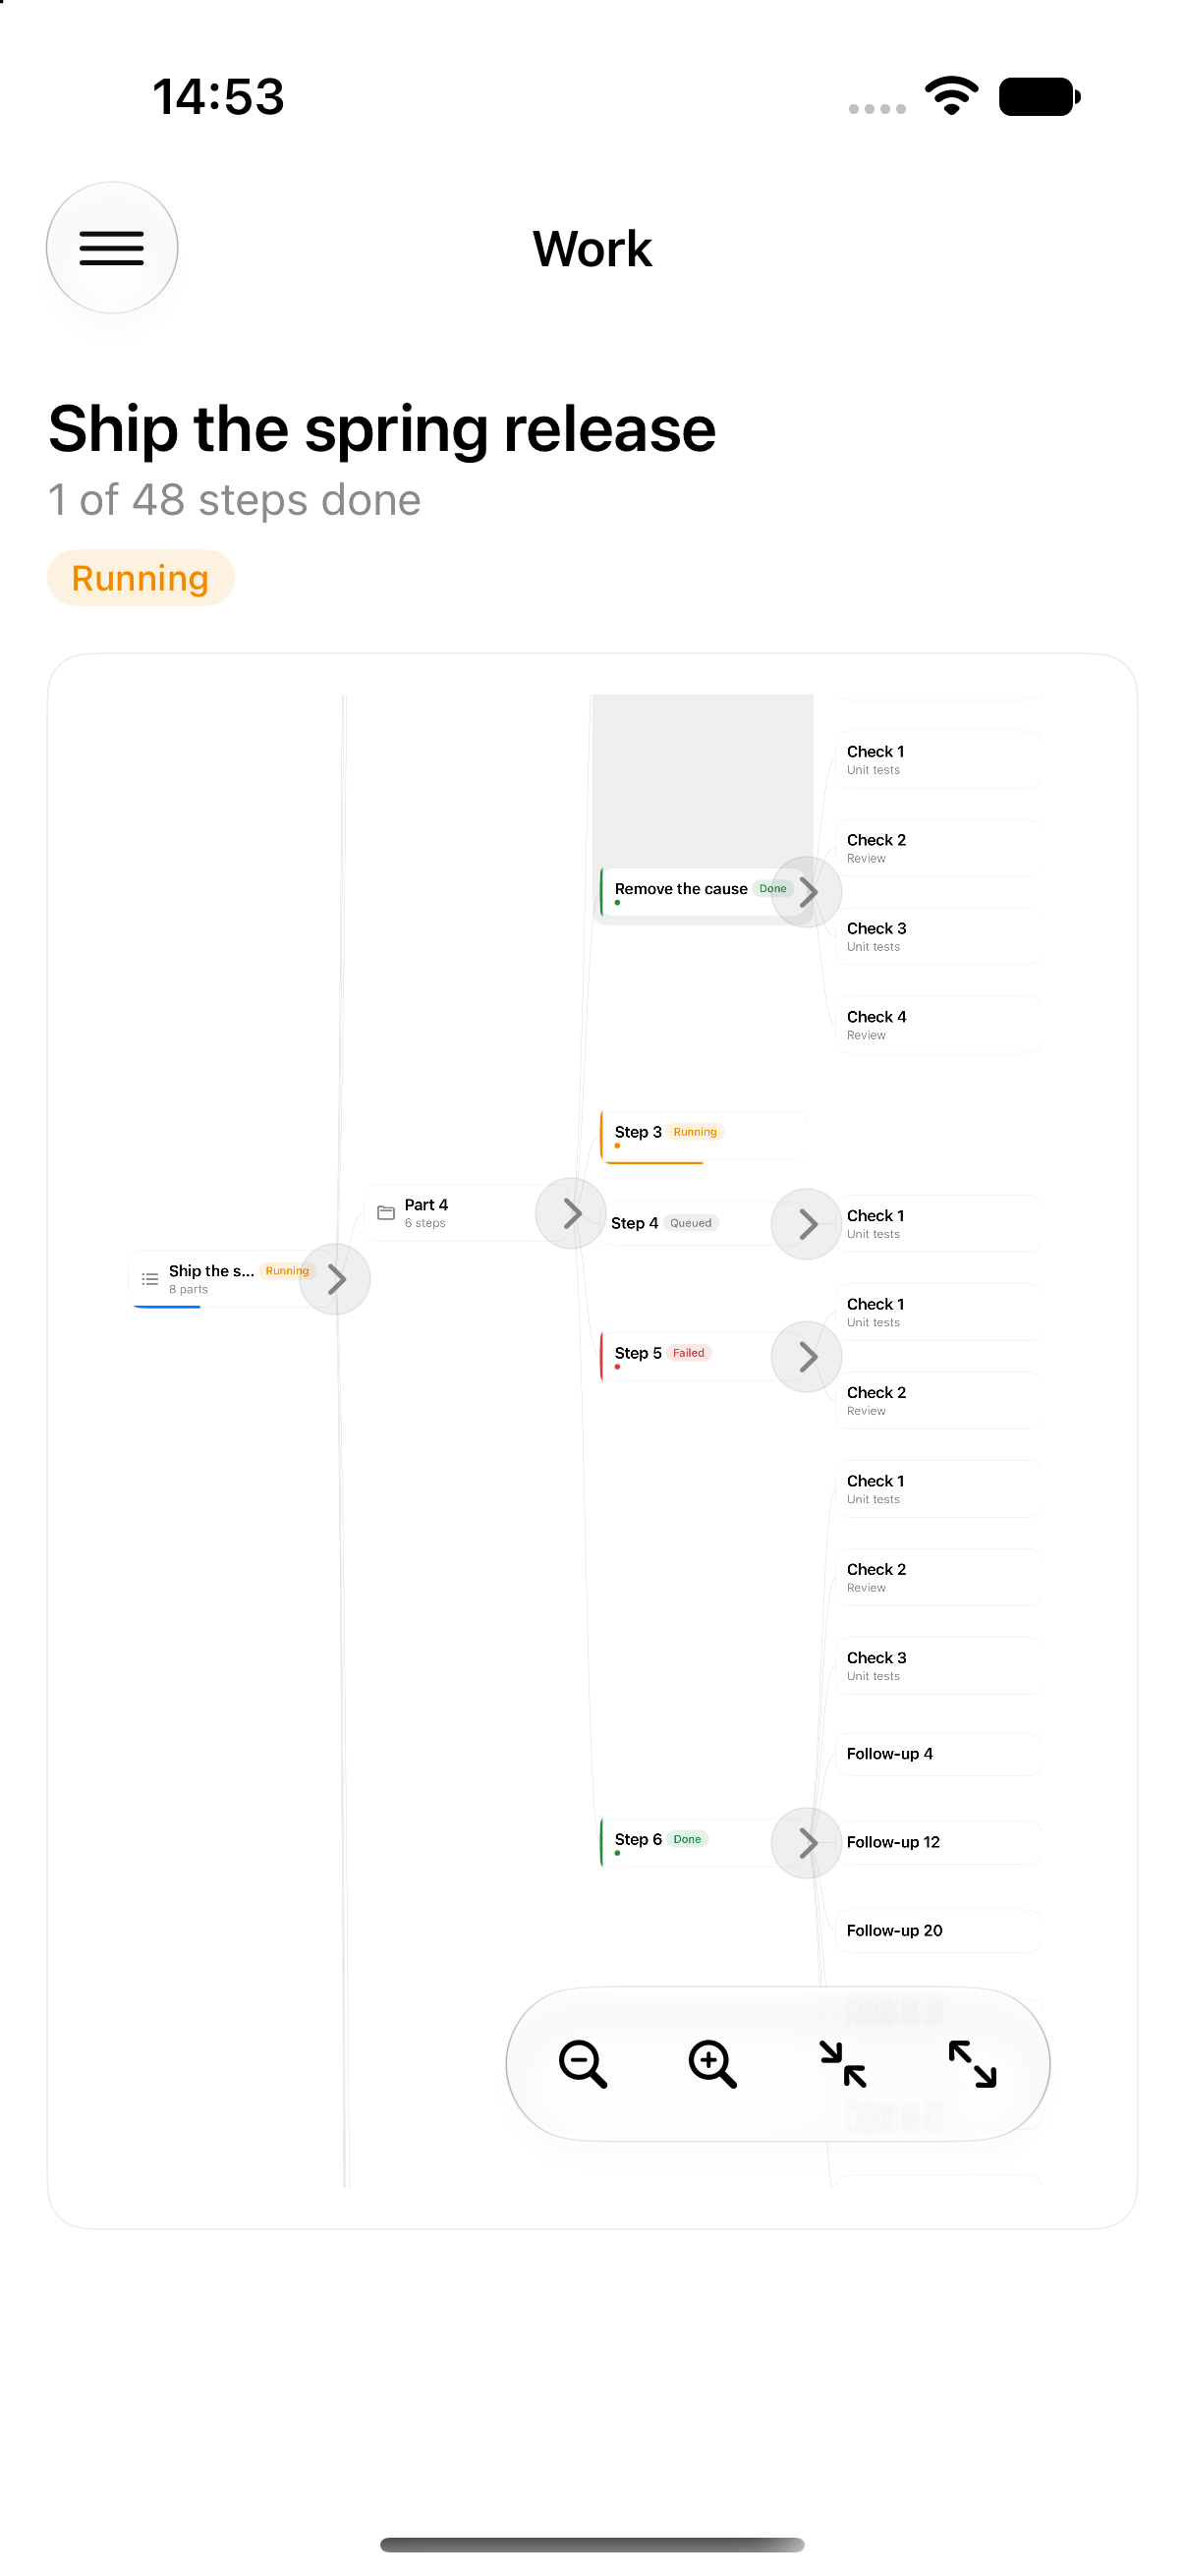 14:53
Work
Ship the spring release
1 of 48 steps done
Running
Check 1
Unit tests
Check 2
Review
Remove the cause Done
Check 3
Unit tests
Check 4
Review
Step 3 Running
Part 4
6 steps
Step 4 Queued
Check 1
Unit tests
Ship the s... Running
8 parts
Check 1
Unit tests
Step 5 Failed
Check 2
Review
Check 1
Unit tests
Check 2
Review
Check 3
Unit tests
Follow-up 4
Step 6 Done
Follow-up 12
Follow-up 20